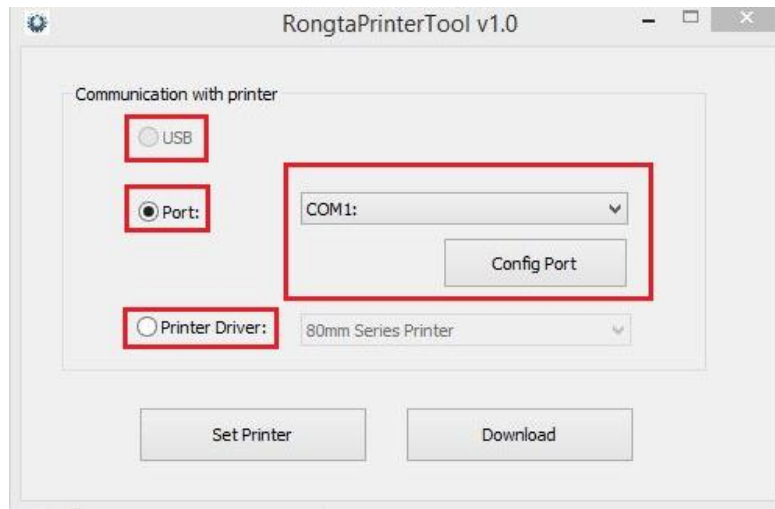 RongtaPrinterTool v1.0
Communication with printer
USB
Port:
COM1:
Config Port
Printer Driver:
80mm Series Printer
Set Printer
Download